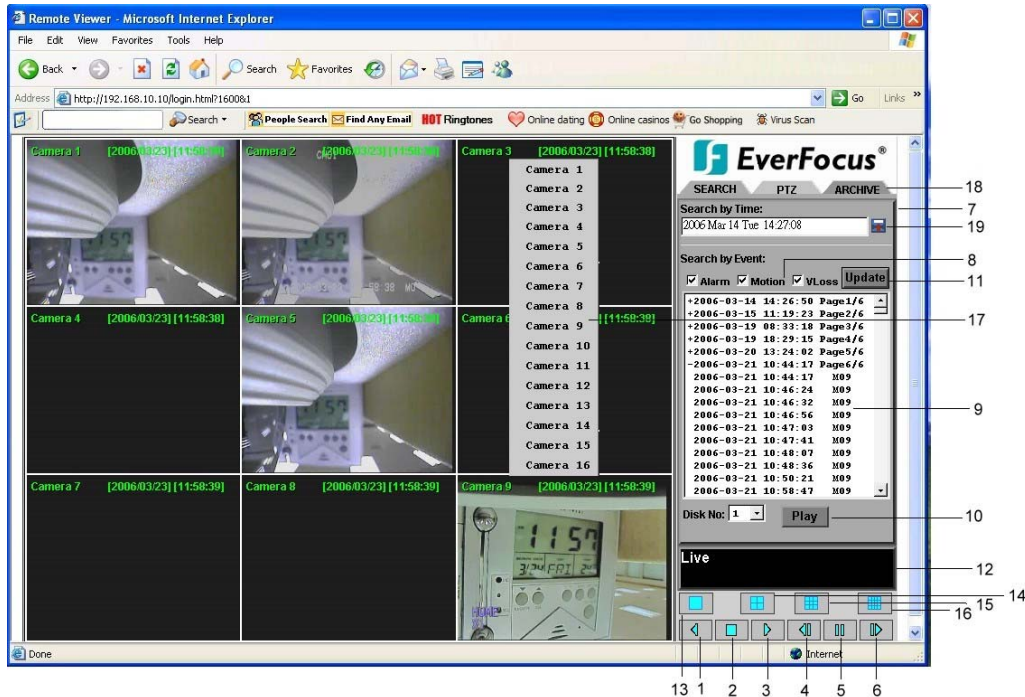 Remote Viewer - Microsoft Internet Explorer
File Edit View Favorites Tools Help
Back Search Favorites
Address http://192.168.10.10/login.html?1600&1 Go Links »
Search People Search Find Any Email HOT Ringtones Online dating Online casinos Go Shopping Virus Scan
Camera 1 [2006/03/23] [11:58:39]
Camera 2 [2006/03/23] [11:58:39]
Camera 3 [2006/03/23] [11:58:38]
Camera 4 [2006/03/23] [11:58:38]
Camera 5 [2006/03/23] [11:58:39]
Camera 6 [11:58:39]
Camera 7 [2006/03/23] [11:58:39]
Camera 8 [2006/03/23] [11:58:39]
Camera 9 [2006/03/23] [11:58:39]
Camera 1
Camera 2
Camera 3
Camera 4
Camera 5
Camera 6
Camera 7
Camera 8
Camera 9
Camera 10
Camera 11
Camera 12
Camera 13
Camera 14
Camera 15
Camera 16
11 57
3/24 FRI
HOME
EverFocus®
SEARCH PTZ ARCHIVE
Search by Time:
2006 Mar 14 Tue 14:27:08
Search by Event:
Alarm Motion VLoss Update
+2006-03-14 14:26:50 Page1/6
+2006-03-15 11:19:23 Page2/6
+2006-03-19 08:33:18 Page3/6
+2006-03-19 18:29:15 Page4/6
+2006-03-20 13:24:02 Page5/6
-2006-03-21 10:44:17 Page6/6
2006-03-21 10:44:17 M09
2006-03-21 10:46:24 M09
2006-03-21 10:46:32 M09
2006-03-21 10:46:56 M09
2006-03-21 10:47:03 M09
2006-03-21 10:47:41 M09
2006-03-21 10:48:07 M09
2006-03-21 10:48:36 M09
2006-03-21 10:50:21 M09
2006-03-21 10:58:47 M09
Disk No: 1 Play
Live
Done Internet
18
7
19
8
11
17
9
10
12
14
15
16
13 1 2 3 4 5 6